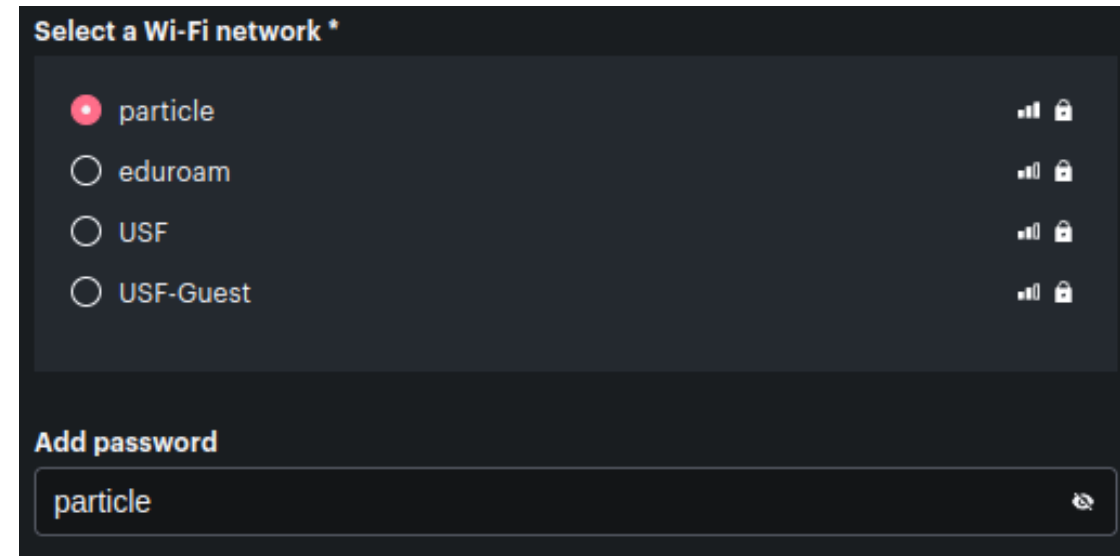 Select a Wi-Fi network *
particle
eduroam
USF
USF-Guest
Add password
particle